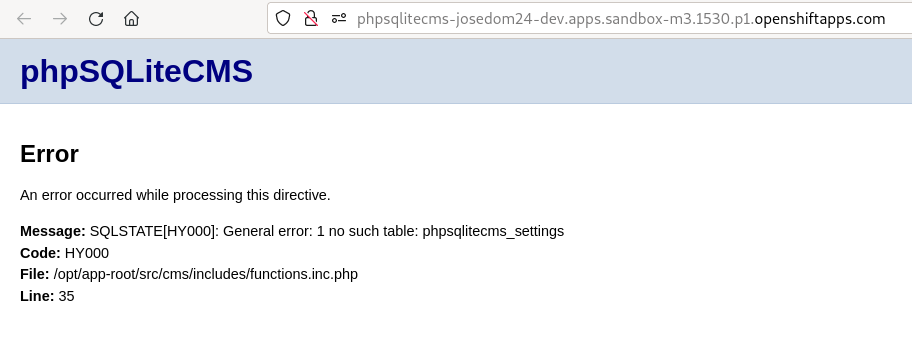 phpsqlitecms-josedom24-dev.apps.sandbox-m3.1530.p1.openshiftapps.com
phpSQLiteCMS
Error
An error occurred while processing this directive.
Message: SQLSTATE[HY000]: General error: 1 no such table: phpsqlitecms_settings
Code: HY000
File: /opt/app-root/src/cms/includes/functions.inc.php
Line: 35